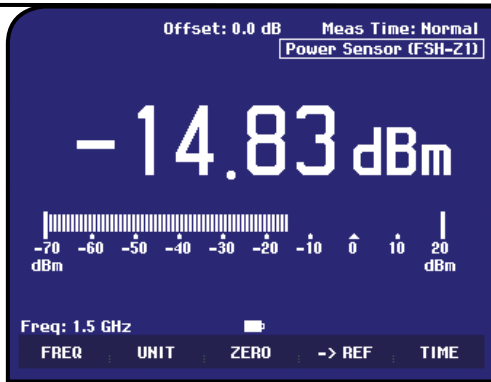 Offset: 0.0 dB Meas Time: Normal
Power Sensor (FSH-Z1)
-14.83 dBm
-70 -60 -50 -40 -30 -20 -10 0 10 20
dBm dBm
Freq: 1.5 GHz
FREQ UNIT ZERO -> REF TIME